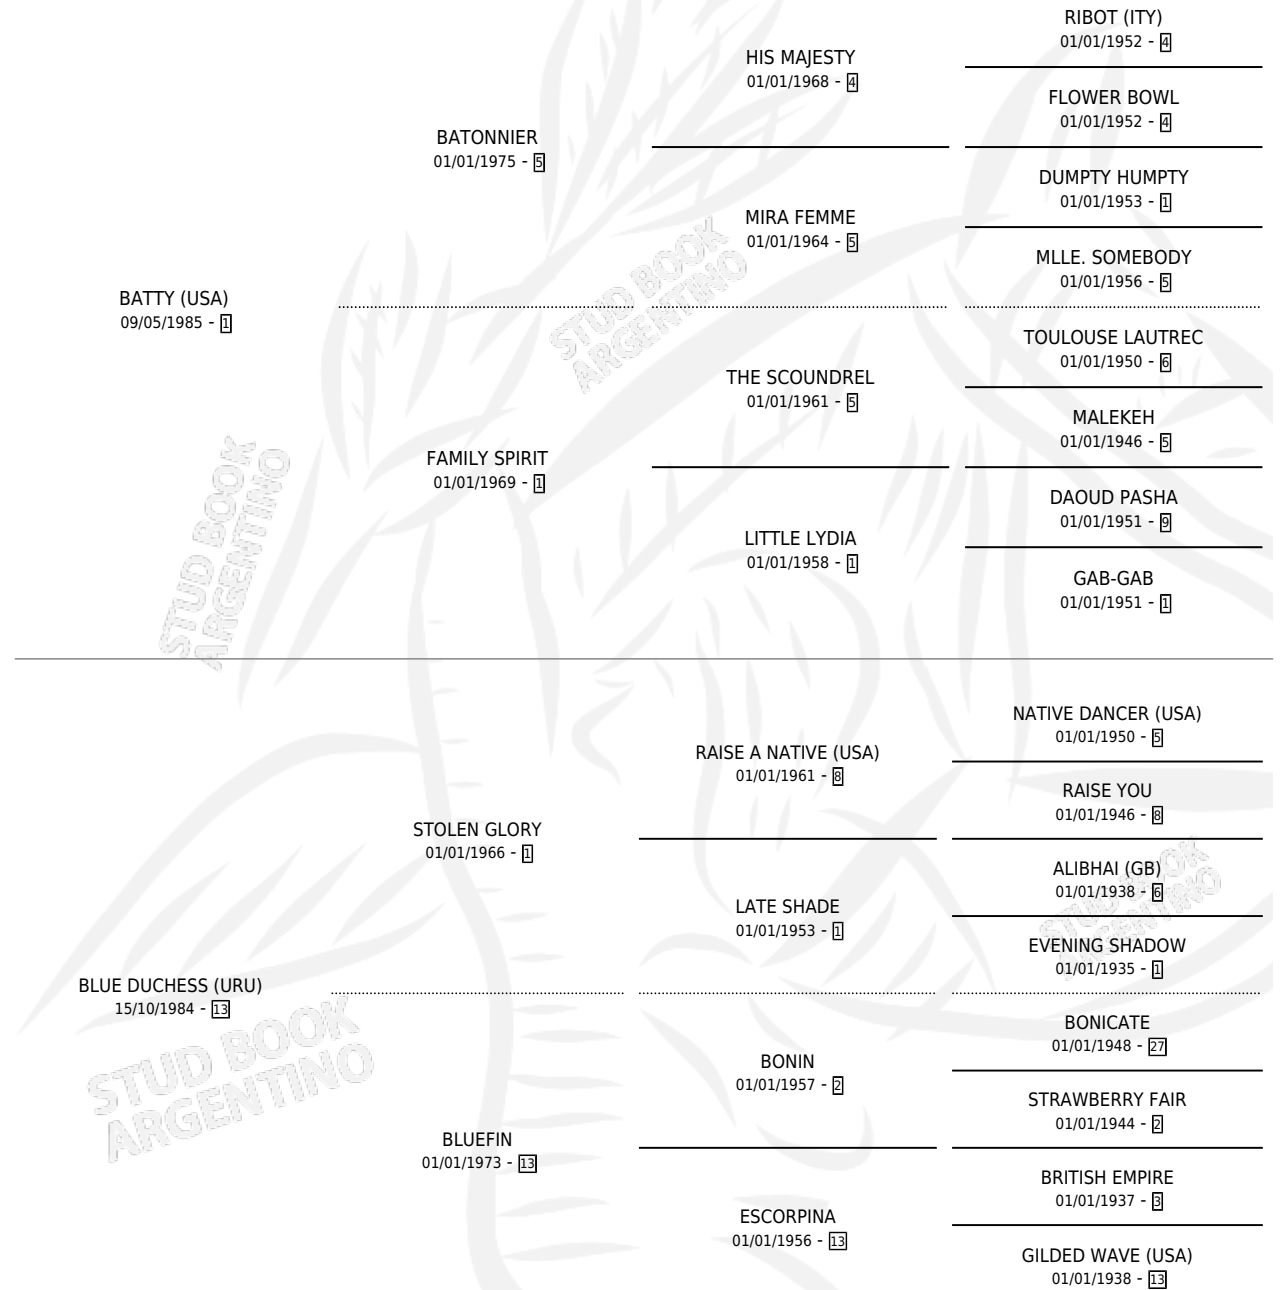 RIBOT (ITY)
01/01/1952 - 4
HIS MAJESTY
01/01/1968 - 4
FLOWER BOWL
01/01/1952 - 4
BATONNIER
01/01/1975 - 5
DUMPTY HUMPTY
01/01/1953 - 1
MIRA FEMME
01/01/1964 - 5
MLLE. SOMEBODY
01/01/1956 - 5
BATTY (USA)
09/05/1985 - 1
TOULOUSE LAUTREC
01/01/1950 - 6
THE SCOUNDREL
01/01/1961 - 5
MALEKEH
01/01/1946 - 5
FAMILY SPIRIT
01/01/1969 - 1
DAOUD PASHA
01/01/1951 - 9
LITTLE LYDIA
01/01/1958 - 1
GAB-GAB
01/01/1951 - 1
NATIVE DANCER (USA)
01/01/1950 - 5
RAISE A NATIVE (USA)
01/01/1961 - 8
RAISE YOU
01/01/1946 - 8
STOLEN GLORY
01/01/1966 - 1
ALIBHAI (GB)
01/01/1938 - 6
LATE SHADE
01/01/1953 - 1
EVENING SHADOW
01/01/1935 - 1
BLUE DUCHESS (URU)
15/10/1984 - 13
BONICATE
01/01/1948 - 27
BONIN
01/01/1957 - 2
STRAWBERRY FAIR
01/01/1944 - 2
BLUEFIN
01/01/1973 - 13
BRITISH EMPIRE
01/01/1937 - 3
ESCORPINA
01/01/1956 - 13
GILDED WAVE (USA)
01/01/1938 - 13
STUD BOOK
ARGENTINO
STUD BOOK
ARGENTINO
STUD BOOK
ARGENTINO
STUD BOOK
ARGENTINO